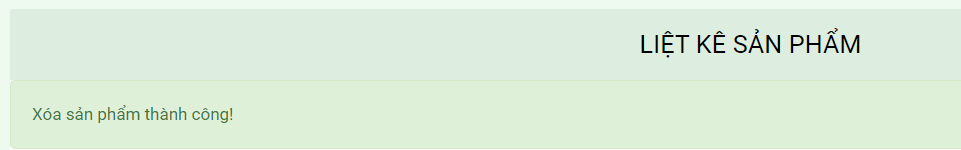 LIỆT KÊ SẢN PHẨM
Xóa sản phẩm thành công!